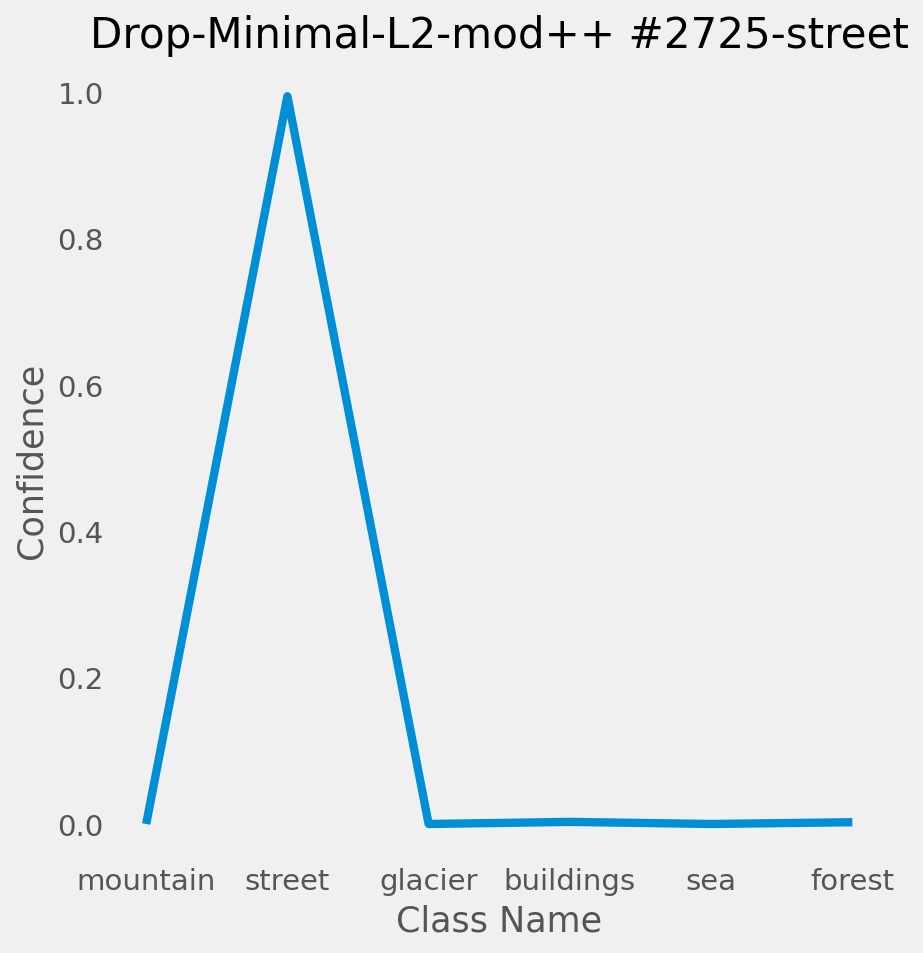 Drop-Minimal-L2-mod++ #2725-street
1.0
0.8
0.6
0.4
0.2
0.0
Confidence
mountain street glacier buildings sea forest
Class Name